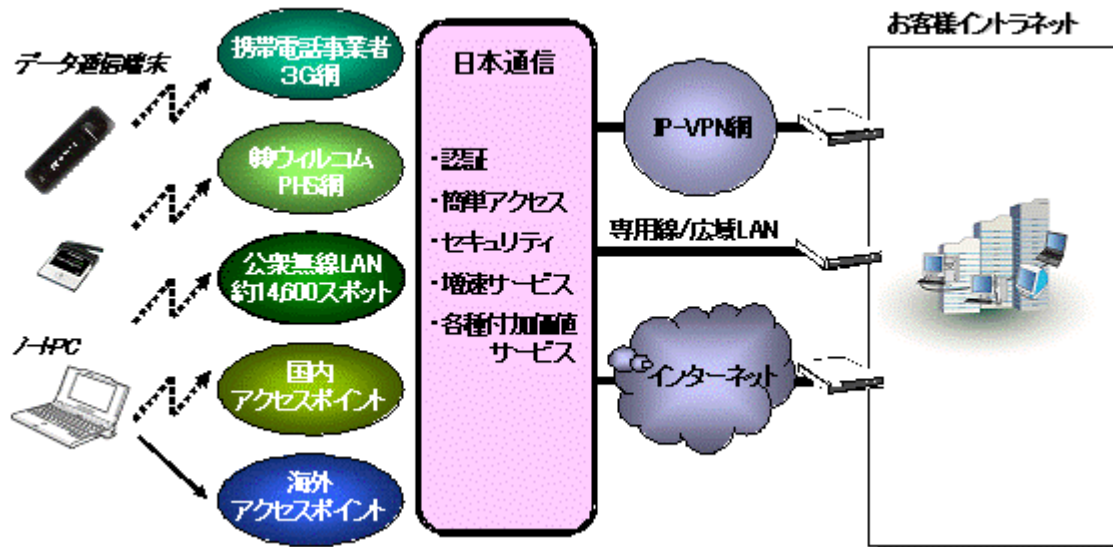 データ通信端末
ノートPC
携帯電話事業者
3G網
㈱ウィルコム
PHS網
公衆無線LAN
約14,600スポット
国内
アクセスポイント
海外
アクセスポイント
日本通信
・認証
・簡単アクセス
・セキュリティ
・増速サービス
・各種付加価値
サービス
IP-VPN網
専用線/広域LAN
インターネット
お客様イントラネット